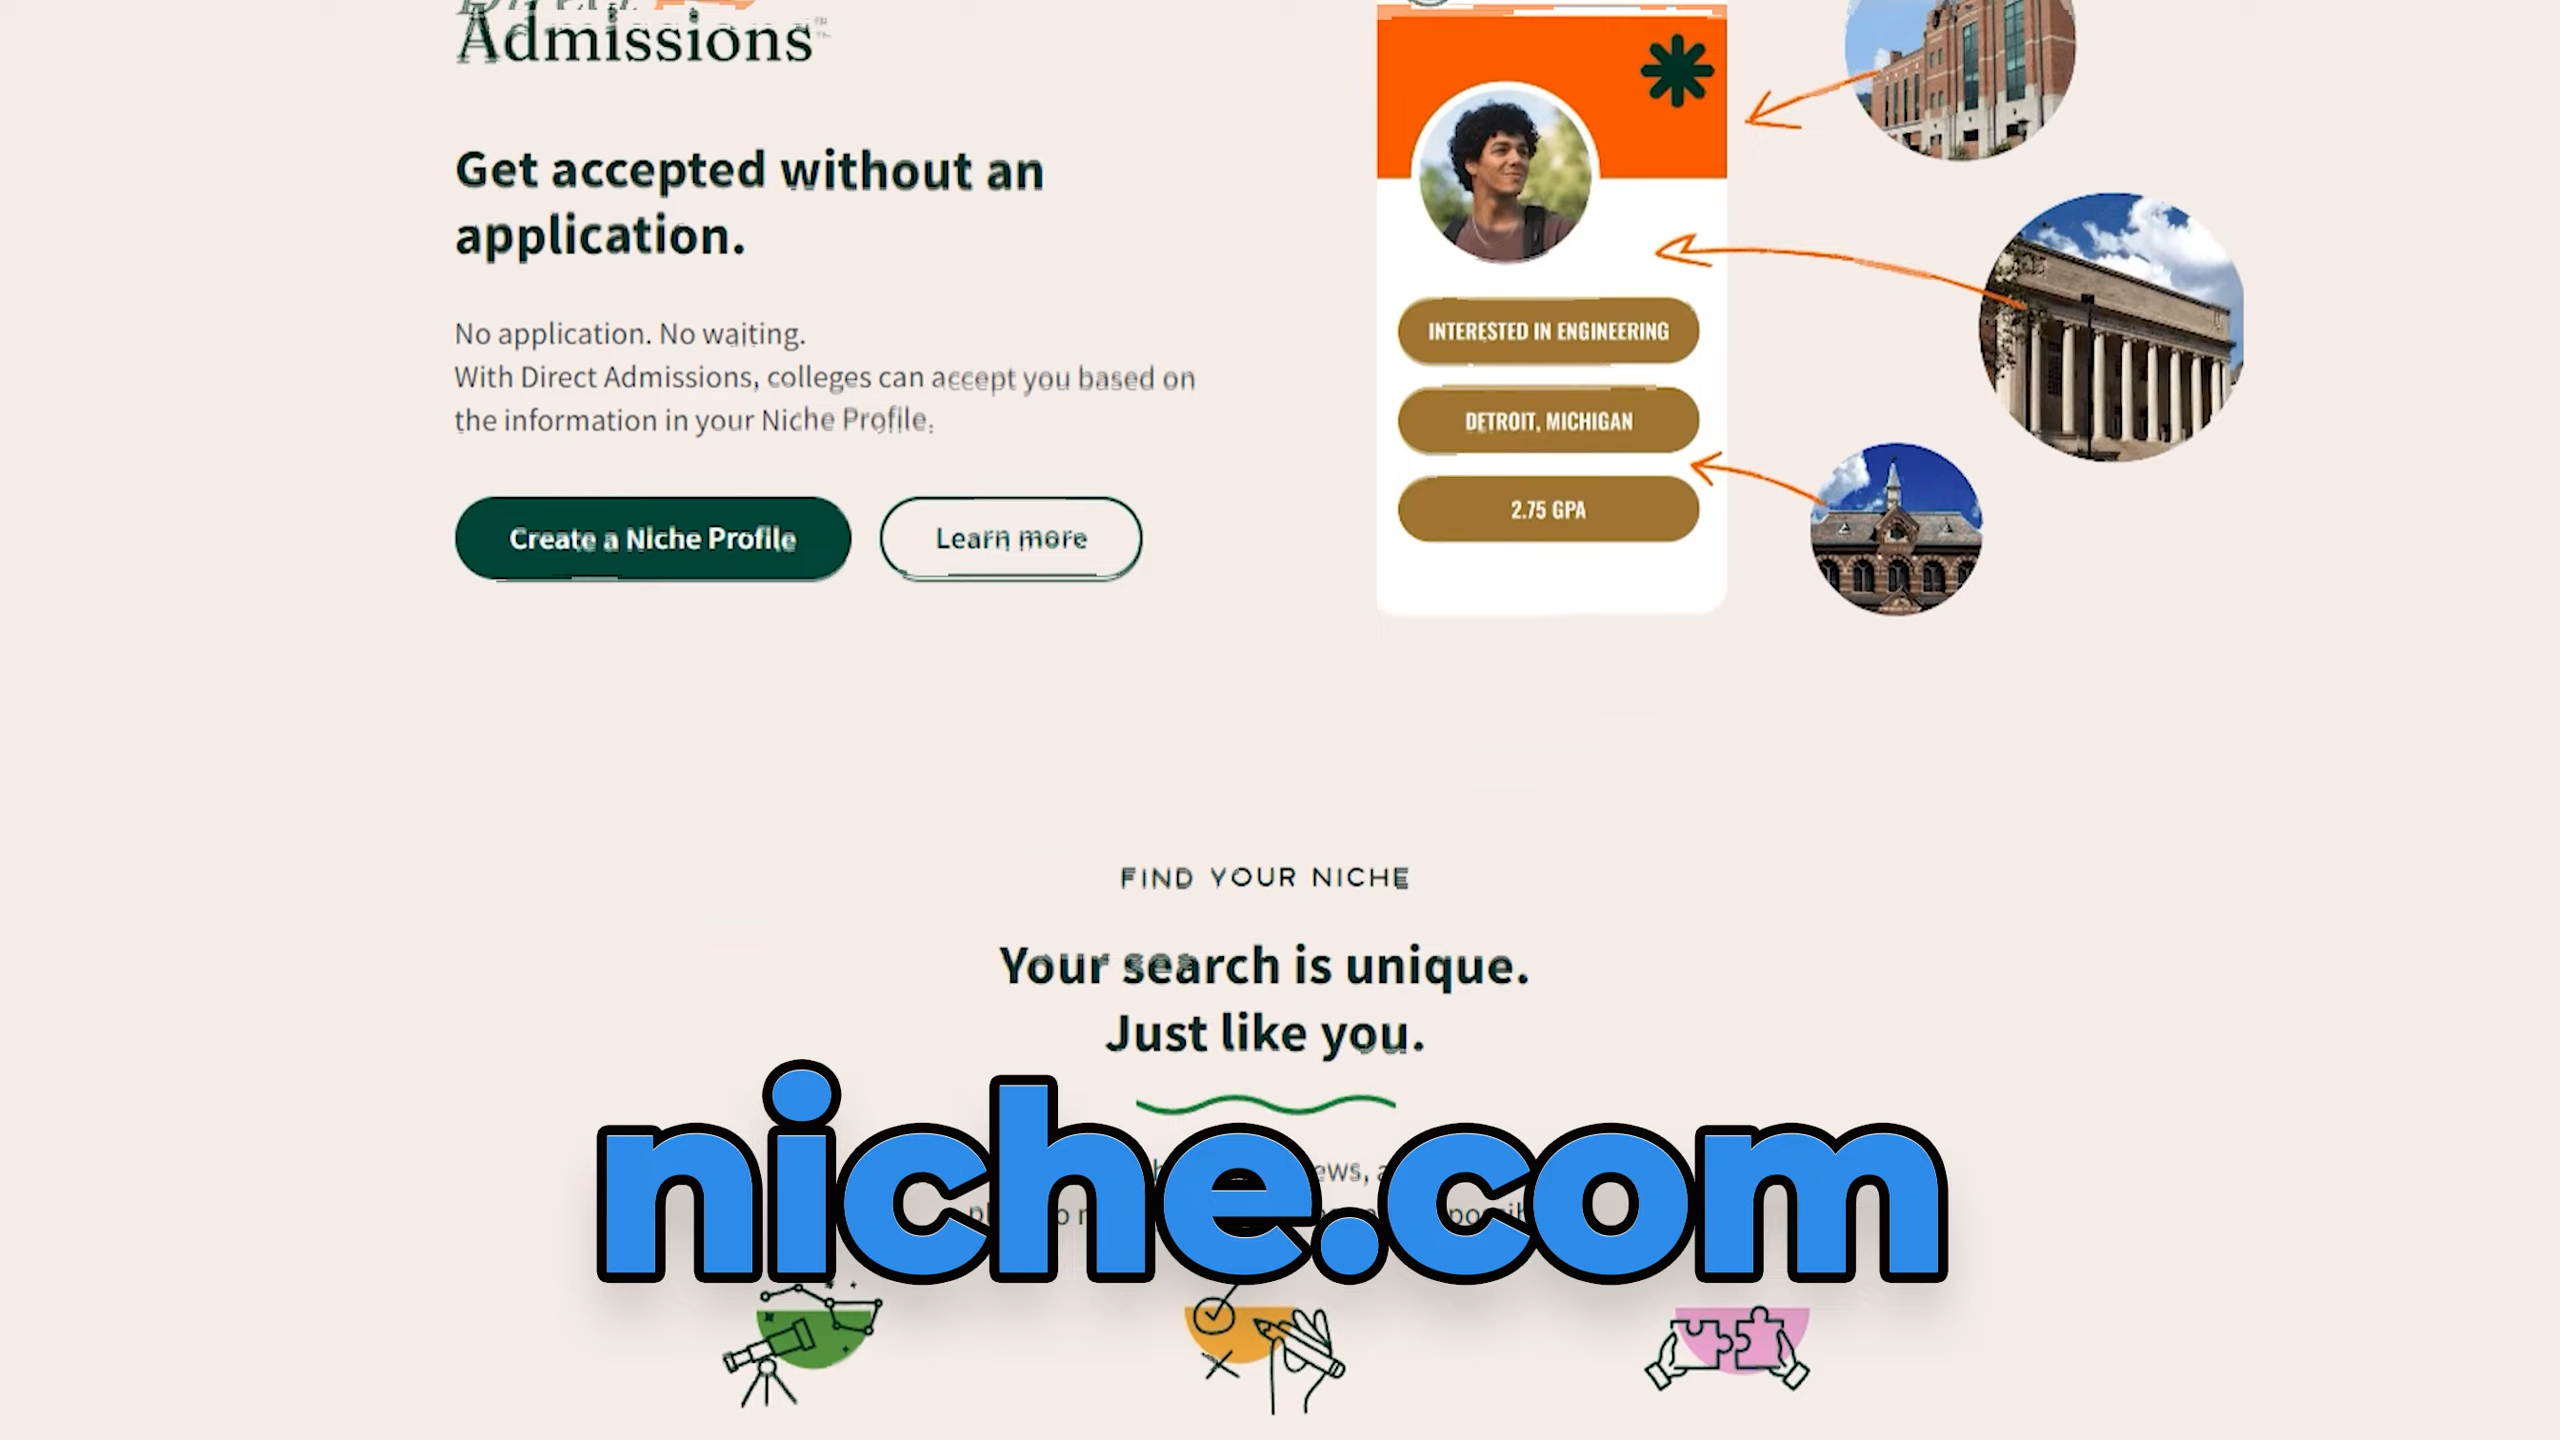 Direct
Admissions
Get accepted without an
application.
No application. No waiting.
With Direct Admissions, colleges can accept you based on
the information in your Niche Profile.
Create a Niche Profile
Learn more
INTERESTED IN ENGINEERING
DETROIT, MICHIGAN
2.75 GPA
FIND YOUR NICHE
Your search is unique.
Just like you.
niche.com